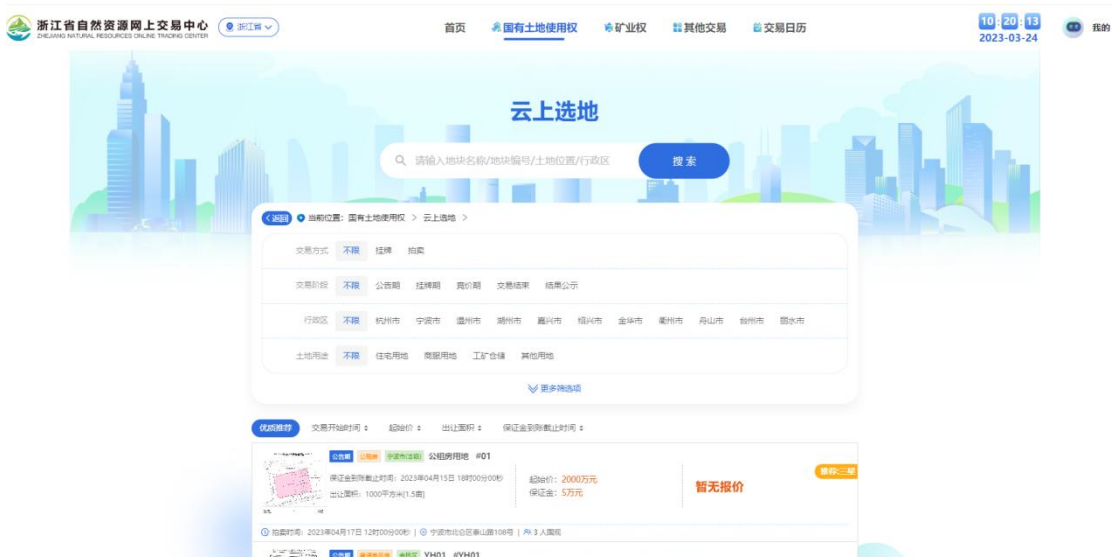 浙江省自然资源网上交易中心 浙江省
ZHEJIANG NATURAL RESOURCES ONLINE TRADING CENTER
首页 国有土地使用权 矿业权 其他交易 交易日历
10:20:13
2023-03-24
我的
云上选地
请输入地块名称/地块编号/土地位置/行政区 搜索
<返回 当前位置：国有土地使用权 > 云上选地 >
交易方式 不限 挂牌 拍卖
交易阶段 不限 公告期 挂牌期 竞价期 交易结束 结果公示
行政区 不限 杭州市 宁波市 温州市 湖州市 嘉兴市 绍兴市 金华市 衢州市 舟山市 台州市 丽水市
土地用途 不限 住宅用地 商服用地 工矿仓储 其他用地
更多筛选项
优质推荐 交易开始时间 起始价 出让面积 保证金到账截止时间
公告期 公租房 宁波市(本级) 公租房用地 #01
推荐:三星
保证金到账截止时间：2023年04月15日 18时00分00秒 起始价：2000万元
出让面积：1000平方米[1.5亩] 保证金：5万元
暂无报价
拍卖时间：2023年04月17日 12时00分00秒 | 宁波市北仑区泰山路108号 | 3 人围观
公告期 YH01 #YH01